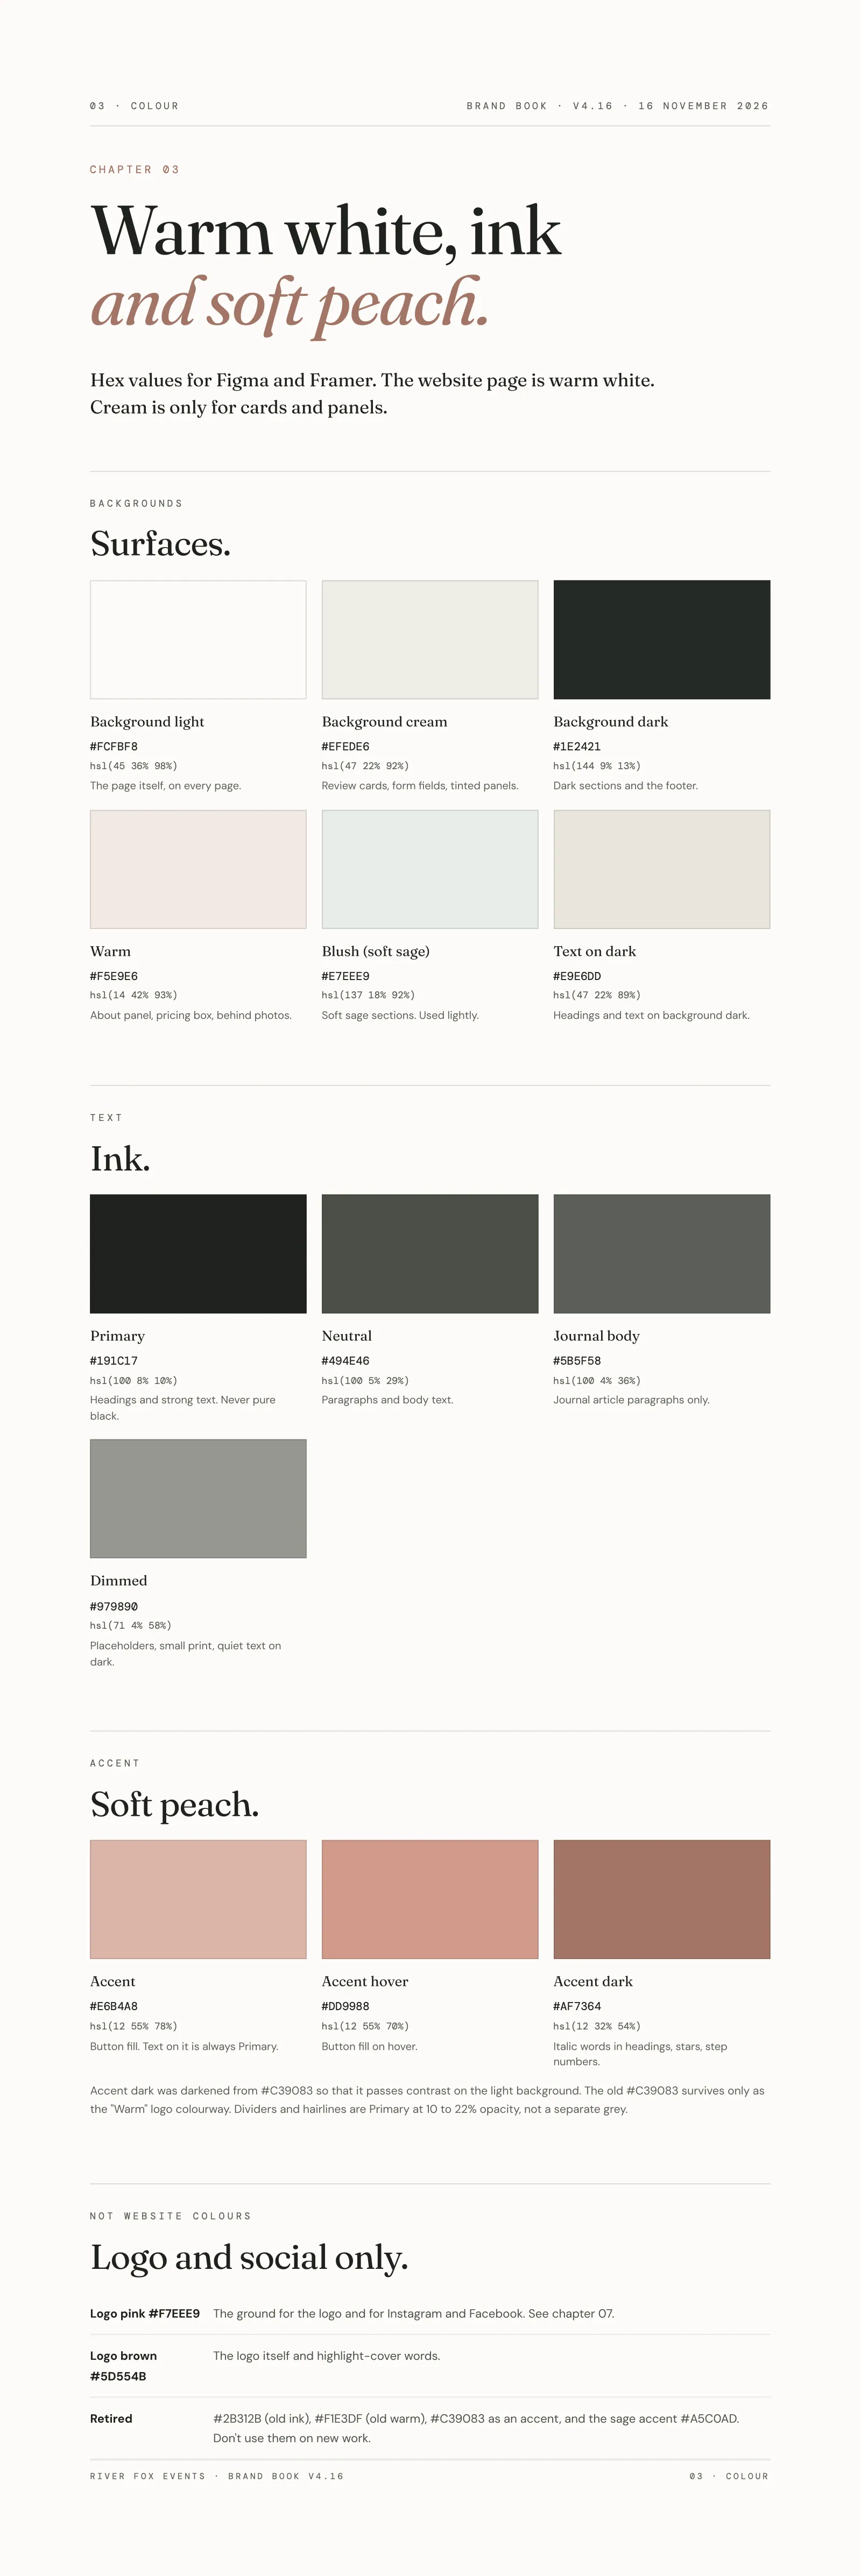 03 · COLOUR
BRAND BOOK · V4.16 · 16 NOVEMBER 2026
CHAPTER 03
Warm white, ink
and soft peach.
Hex values for Figma and Framer. The website page is warm white.
Cream is only for cards and panels.
BACKGROUNDS
Surfaces.
Background light
#FCFBF8
hsl(45 36% 98%)
The page itself, on every page.
Background cream
#EFEDE6
hsl(47 22% 92%)
Review cards, form fields, tinted panels.
Background dark
#1E2421
hsl(144 9% 13%)
Dark sections and the footer.
Warm
#F5E9E6
hsl(14 42% 93%)
About panel, pricing box, behind photos.
Blush (soft sage)
#E7EEE9
hsl(137 18% 92%)
Soft sage sections. Used lightly.
Text on dark
#E9E6DD
hsl(47 22% 89%)
Headings and text on background dark.
TEXT
Ink.
Primary
#191C17
hsl(100 8% 10%)
Headings and strong text. Never pure
black.
Neutral
#494E46
hsl(100 5% 29%)
Paragraphs and body text.
Journal body
#5B5F58
hsl(100 4% 36%)
Journal article paragraphs only.
Dimmed
#979890
hsl(71 4% 58%)
Placeholders, small print, quiet text on
dark.
ACCENT
Soft peach.
Accent
#E6B4A8
hsl(12 55% 78%)
Button fill. Text on it is always Primary.
Accent hover
#DD9988
hsl(12 55% 70%)
Button fill on hover.
Accent dark
#AF7364
hsl(12 32% 54%)
Italic words in headings, stars, step
numbers.
Accent dark was darkened from #C39083 so that it passes contrast on the light background. The old #C39083 survives only as
the "Warm" logo colourway. Dividers and hairlines are Primary at 10 to 22% opacity, not a separate grey.
NOT WEBSITE COLOURS
Logo and social only.
Logo pink #F7EEE9
The ground for the logo and for Instagram and Facebook. See chapter 07.
Logo brown
#5D554B
The logo itself and highlight-cover words.
Retired
#2B312B (old ink), #F1E3DF (old warm), #C39083 as an accent, and the sage accent #A5C0AD.
Don't use them on new work.
RIVER FOX EVENTS · BRAND BOOK V4.16
03 · COLOUR